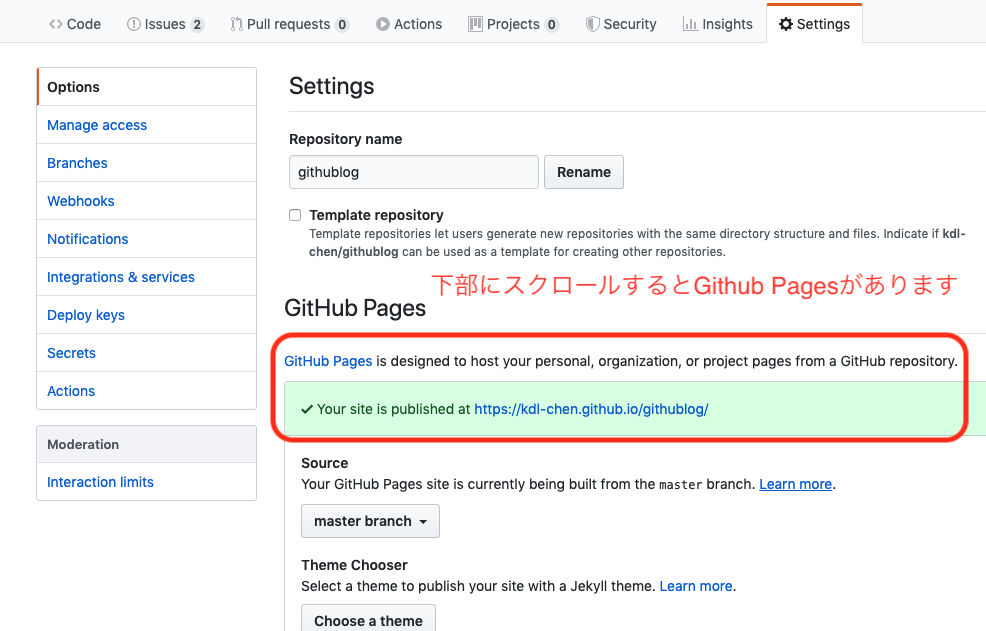 Code Issues 2 Pull requests 0 Actions Projects 0 Security Insights Settings
Options
Manage access
Branches
Webhooks
Notifications
Integrations & services
Deploy keys
Secrets
Actions
Moderation
Interaction limits
Settings
Repository name
githublog Rename
Template repository
Template repositories let users generate new repositories with the same directory structure and files. Indicate if kdl-
chen/githublog can be used as a template for creating other repositories.
下部にスクロールするとGithub Pagesがあります
GitHub Pages
GitHub Pages is designed to host your personal, organization, or project pages from a GitHub repository.
✓ Your site is published at https://kdl-chen.github.io/githublog/
Source
Your GitHub Pages site is currently being built from the master branch. Learn more.
master branch
Theme Chooser
Select a theme to publish your site with a Jekyll theme. Learn more.
Choose a theme